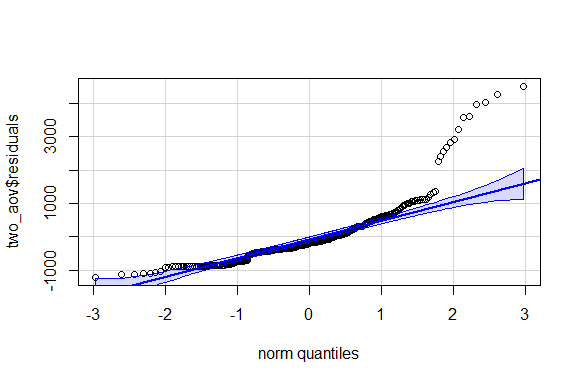 two_aov$residuals
3000
1000
-1000
-3 -2 -1 0 1 2 3
norm quantiles